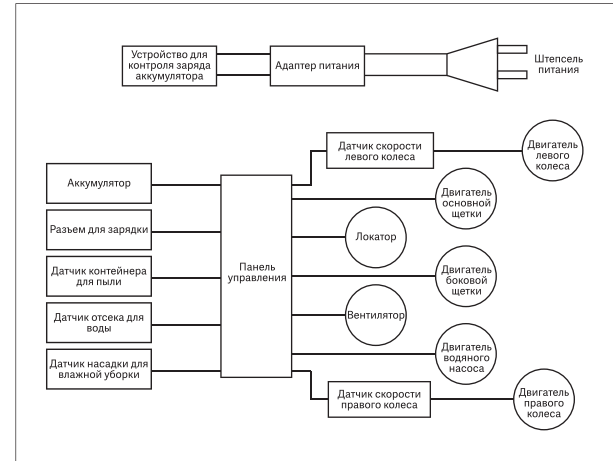 Устройство для
контроля заряда
аккумулятора
Адаптер питания
Штепсель
питания
Датчик скорости
левого колеса
Двигатель
левого
колеса
Аккумулятор
Двигатель
основной
щетки
Разъем для зарядки
Локатор
Датчик контейнера
для пыли
Панель
управления
Двигатель
боковой
щетки
Датчик отсека для
воды
Вентилятор
Датчик насадки для
влажной уборки
Двигатель
водяного
насоса
Датчик скорости
правого колеса
Двигатель
правого
колеса